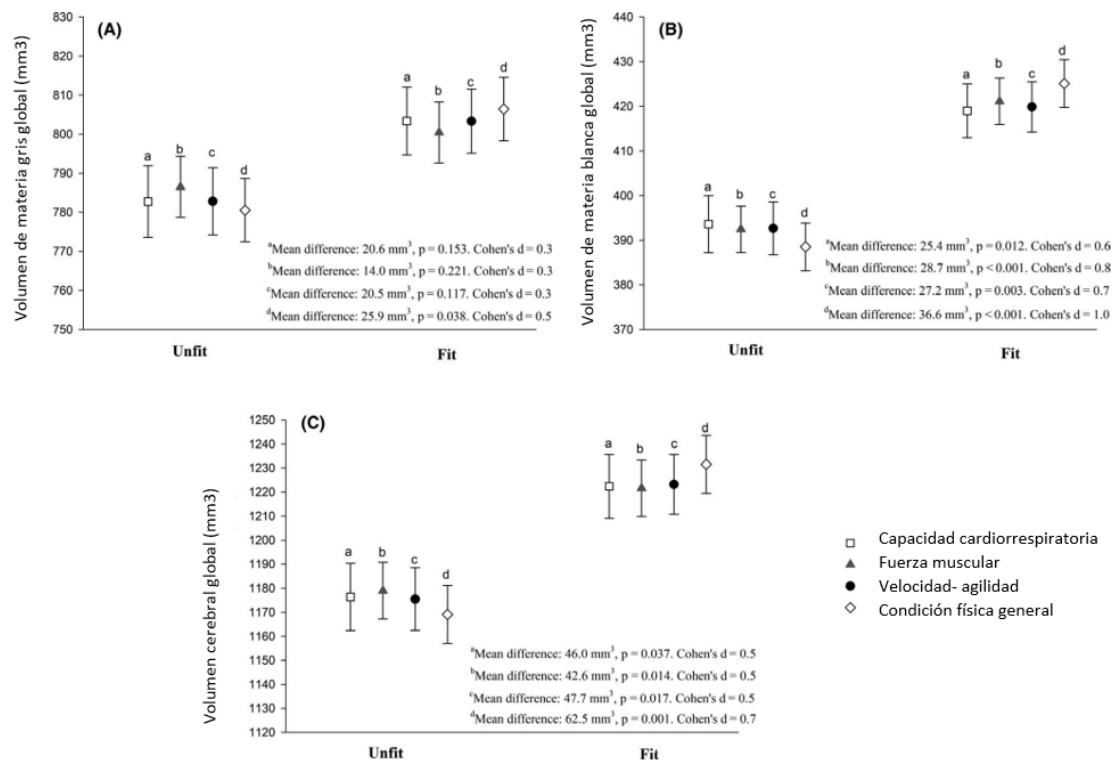 (A)
Volumen de materia gris global (mm3)
830
820
810
800
790
780
770
760
750
a
b
c
d
a
b
c
d
aMean difference: 20.6 mm3, p = 0.153. Cohen's d = 0.3
bMean difference: 14.0 mm3, p = 0.221. Cohen's d = 0.3
cMean difference: 20.5 mm3, p = 0.117. Cohen's d = 0.3
dMean difference: 25.9 mm3, p = 0.038. Cohen's d = 0.5
Unfit
Fit
(B)
Volumen de materia blanca global (mm3)
440
430
420
410
400
390
380
370
a
b
c
d
a
b
c
d
aMean difference: 25.4 mm3, p = 0.012. Cohen's d = 0.6
bMean difference: 28.7 mm3, p < 0.001. Cohen's d = 0.8
cMean difference: 27.2 mm3, p = 0.003. Cohen's d = 0.7
dMean difference: 36.6 mm3, p < 0.001. Cohen's d = 1.0
Unfit
Fit
(C)
Volumen cerebral global (mm3)
1250
1240
1230
1220
1210
1200
1190
1180
1170
1160
1150
1140
1130
1120
a
b
c
d
a
b
c
d
aMean difference: 46.0 mm3, p = 0.037. Cohen's d = 0.5
bMean difference: 42.6 mm3, p = 0.014. Cohen's d = 0.5
cMean difference: 47.7 mm3, p = 0.017. Cohen's d = 0.5
dMean difference: 62.5 mm3, p = 0.001. Cohen's d = 0.7
Unfit
Fit
Capacidad cardiorrespiratoria
Fuerza muscular
Velocidad- agilidad
Condición física general